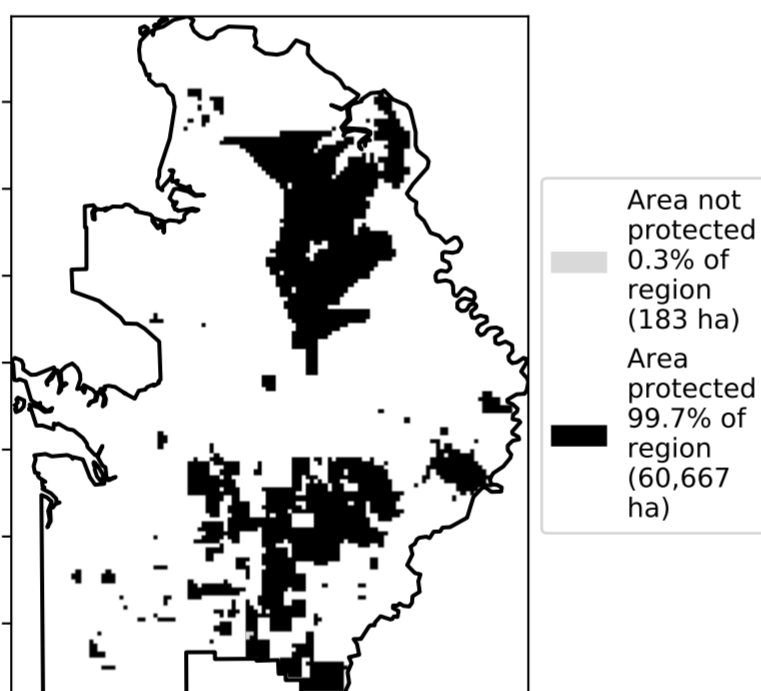 Area not
protected
0.3% of
region
(183 ha)
Area
protected
99.7% of
region
(60,667
ha)